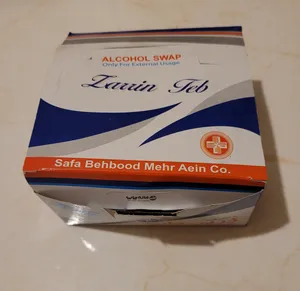 ALCOHOL SWAP
Only For External Usage
Zarrin Teb
Safa Behbood Mehr Aein Co.